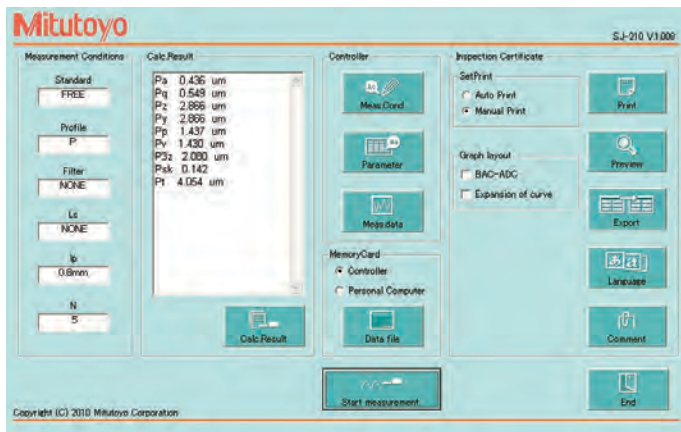 Mitutoyo
SJ-210 V1.009
Measurement Conditions
Standard
FREE
Profile
P
Filter
NONE
Ls
NONE
lp
0.8mm
N
5
Calc.Result
Pa 0.436 um
Pq 0.549 um
Pz 2.866 um
Py 2.866 um
Pp 1.437 um
Pv 1.430 um
P3z 2.080 um
Psk 0.142
Pt 4.054 um
Calc.Result
Controller
Meas.Cond
Parameter
Meas.data
MemoryCard
Controller
Personal Computer
Data file
Start measurement
Inspection Certificate
SetPrint
Auto Print
Manual Print
Graph layout
BAC-ADC
Expansion of curve
Print
Preview
Export
Language
Comment
End
Copyright (C) 2010 Mitutoyo Corporation